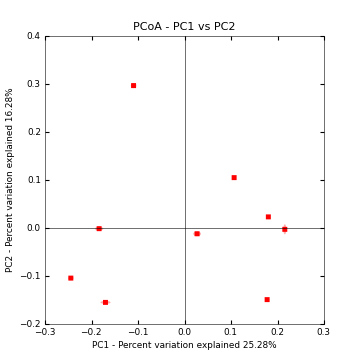 PCoA - PC1 vs PC2
0.4
0.3
0.2
0.1
0.0
−0.1
−0.2
PC2 - Percent variation explained 16.28%
−0.3 −0.2 −0.1 0.0 0.1 0.2 0.3
PC1 - Percent variation explained 25.28%